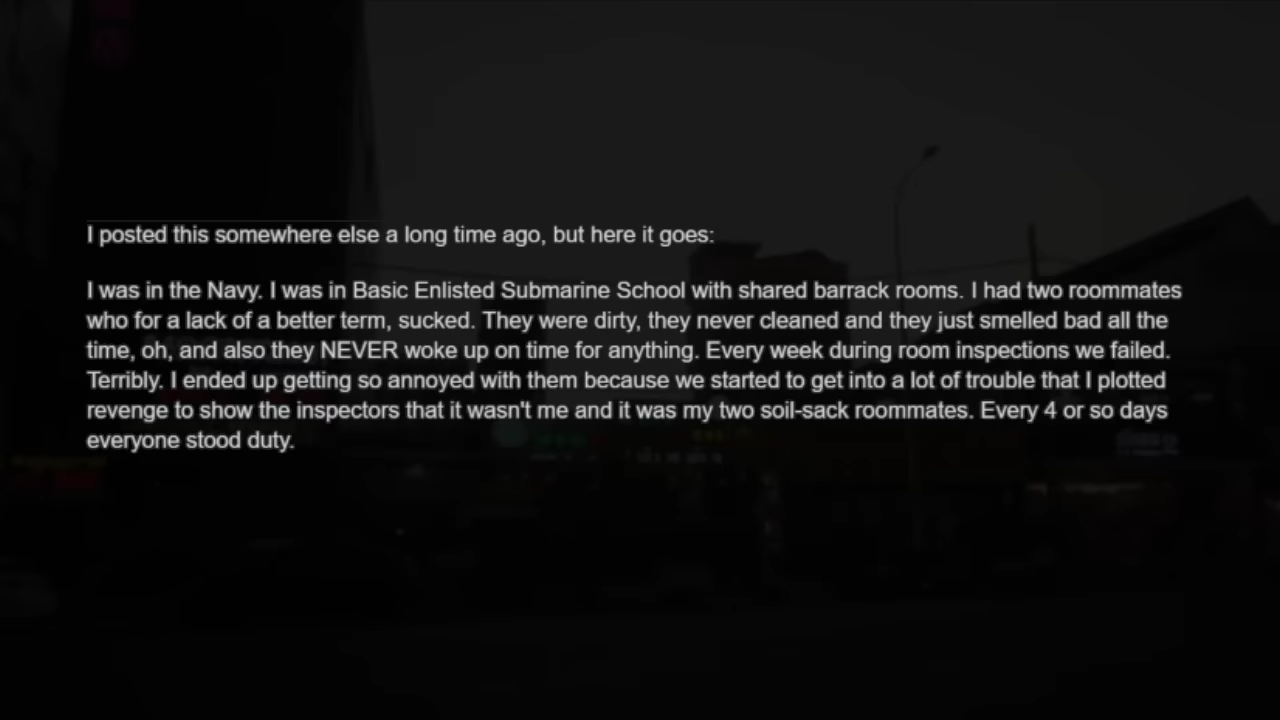 I posted this somewhere else a long time ago, but here it goes:
I was in the Navy. I was in Basic Enlisted Submarine School with shared barrack rooms. I had two roommates
who for a lack of a better term, sucked. They were dirty, they never cleaned and they just smelled bad all the
time, oh, and also they NEVER woke up on time for anything. Every week during room inspections we failed.
Terribly. I ended up getting so annoyed with them because we started to get into a lot of trouble that I plotted
revenge to show the inspectors that it wasn't me and it was my two soil-sack roommates. Every 4 or so days
everyone stood duty.